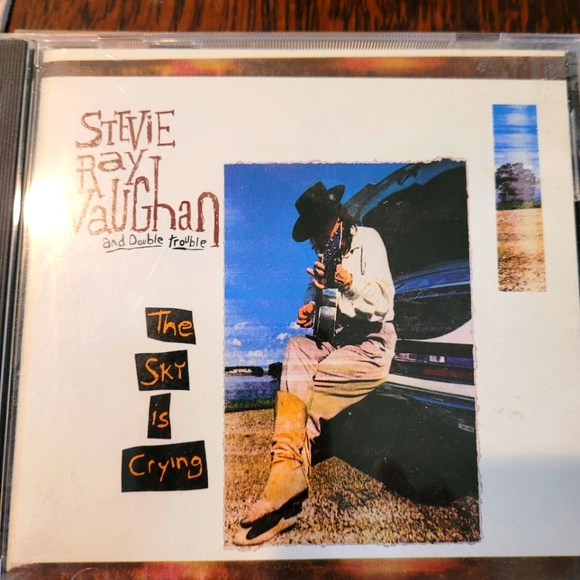 STEVIE
RAY
VAUGHAN
and Double trouble
The
SKY
is
Crying